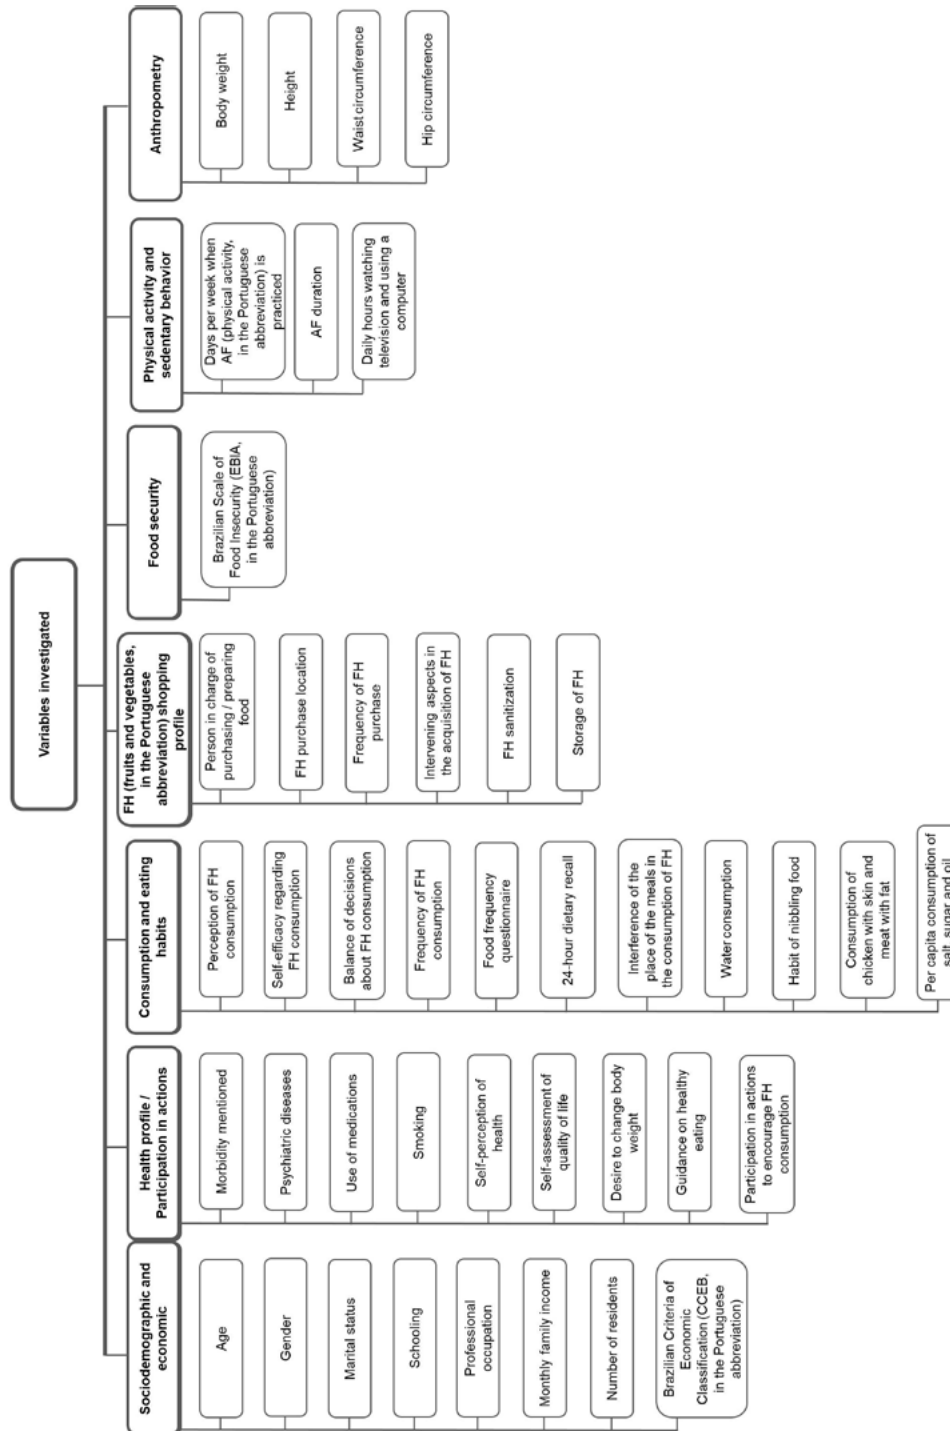 Variables investigated
Sociodemographic and
economic
Age
Gender
Marital status
Schooling
Professional
occupation
Monthly family income
Number of residents
Brazilian Criteria of
Economic
Classification (CCEB,
in the Portuguese
abbreviation)
Health profile /
Participation in actions
Morbidity mentioned
Psychiatric diseases
Use of medications
Smoking
Self-perception of
health
Self-assessment of
quality of life
Desire to change body
weight
Guidance on healthy
eating
Participation in actions
to encourage FH
consumption
Consumption and eating
habits
Perception of FH
consumption
Self-efficacy regarding
FH consumption
Balance of decisions
about FH consumption
Frequency of FH
consumption
Food frequency
questionnaire
24-hour dietary recall
Interference of the
place of the meals in
the consumption of FH
Water consumption
Habit of nibbling food
Consumption of
chicken with skin and
meat with fat
Per capita consumption of
salt, sugar and oil
FH (fruits and vegetables,
in the Portuguese
abbreviation) shopping
profile
Person in charge of
purchasing / preparing
food
FH purchase location
Frequency of FH
purchase
Intervening aspects in
the acquisition of FH
FH sanitization
Storage of FH
Food security
Brazilian Scale of
Food Insecurity (EBIA,
in the Portuguese
abbreviation)
Physical activity and
sedentary behavior
Days per week when
AF (physical activity,
in the Portuguese
abbreviation) is
practiced
AF duration
Daily hours watching
television and using a
computer
Anthropometry
Body weight
Height
Waist circumference
Hip circumference